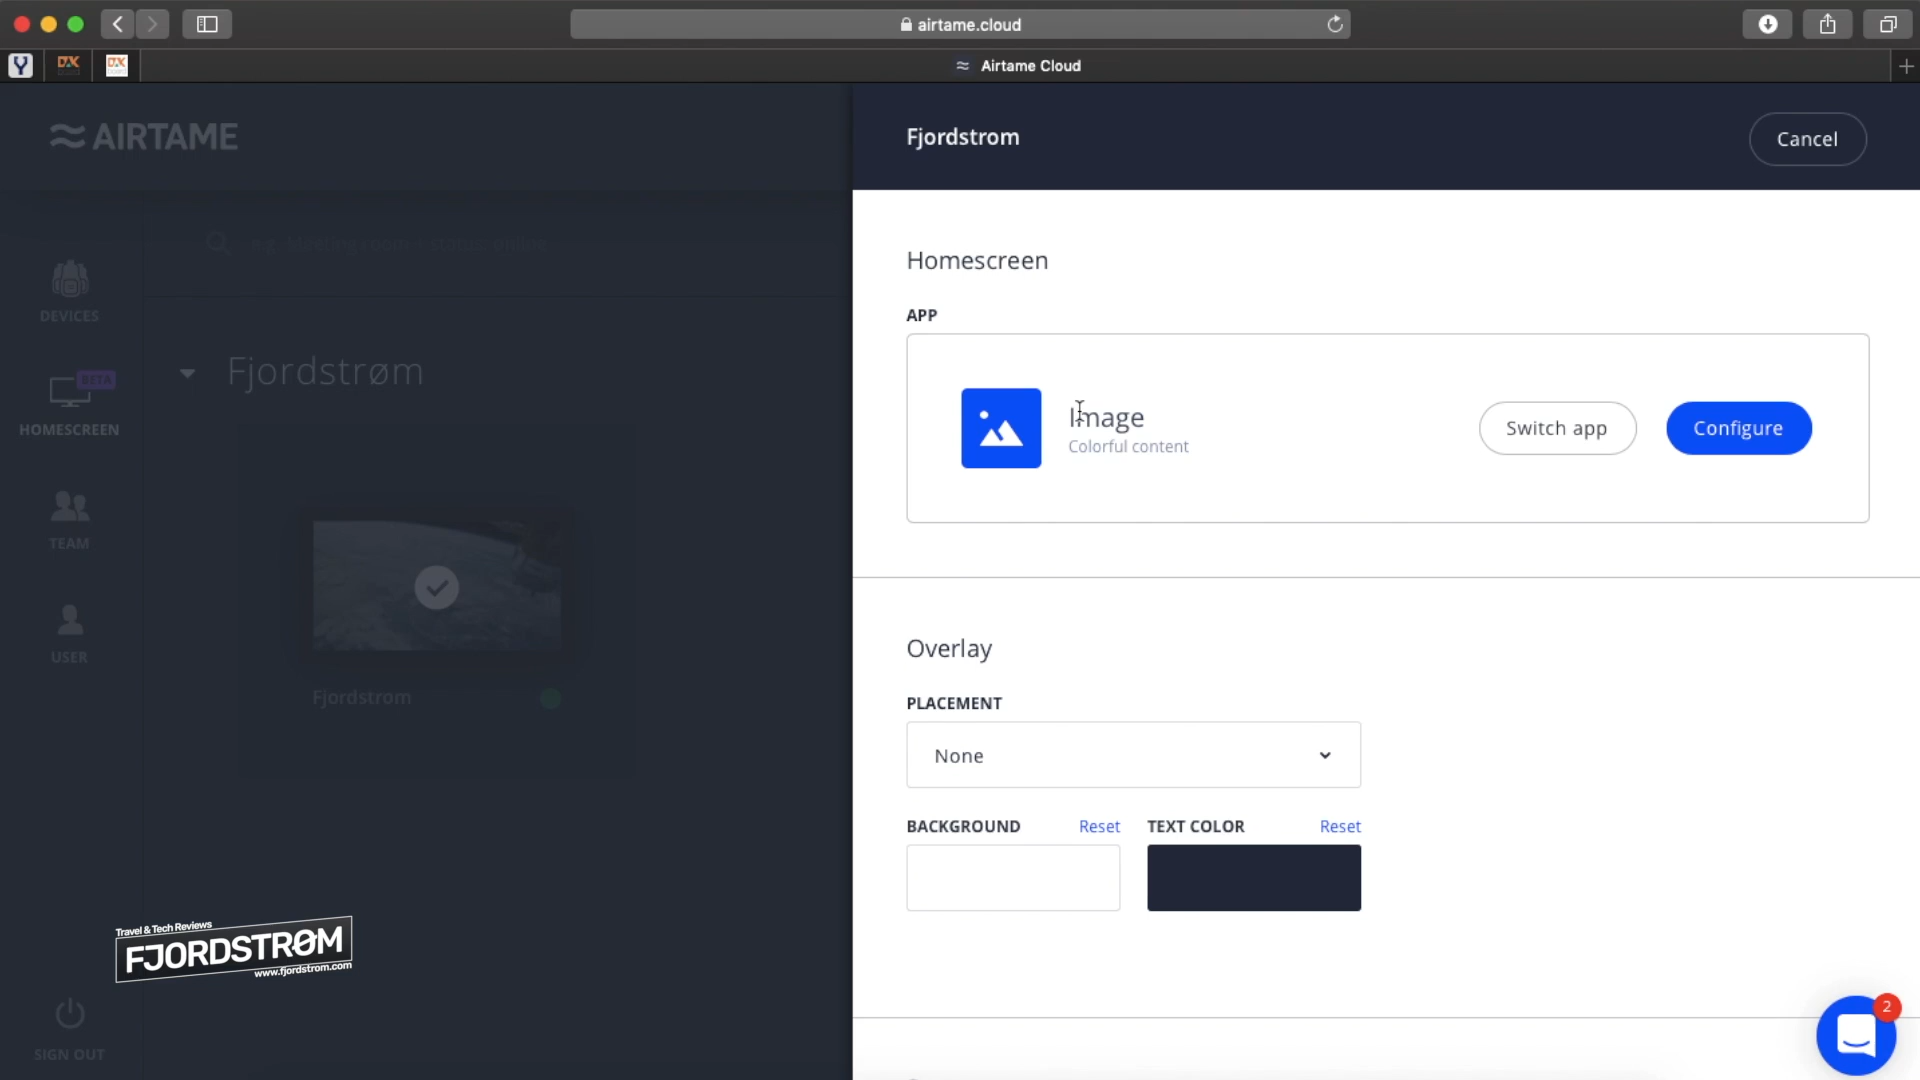 airtame.cloud
Airtame Cloud
AIRTAME
Fjordstrom
Cancel
DEVICES
BETA
HOMESCREEN
TEAM
USER
SIGN OUT
Fjordstrøm
Fjordstrom
Homescreen
APP
Image
Colorful content
Switch app
Configure
Overlay
PLACEMENT
None
BACKGROUND
Reset
TEXT COLOR
Reset
Travel & Tech Reviews
FJORDSTRØM
www.fjordstrom.com
2